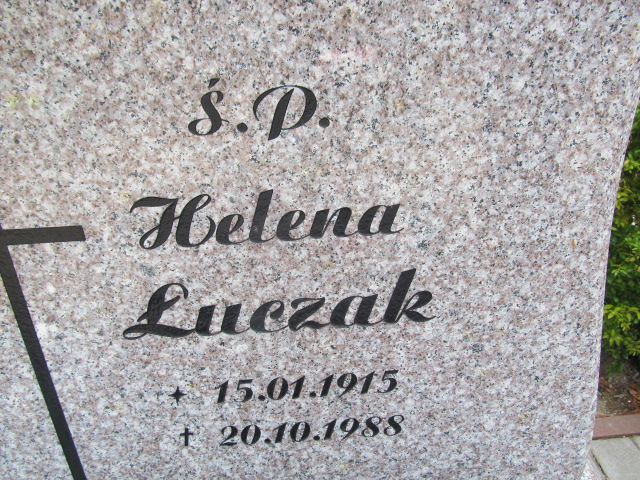 Ś.P.
Helena
Łuczak
✦ 15.01.1915
† 20.10.1988